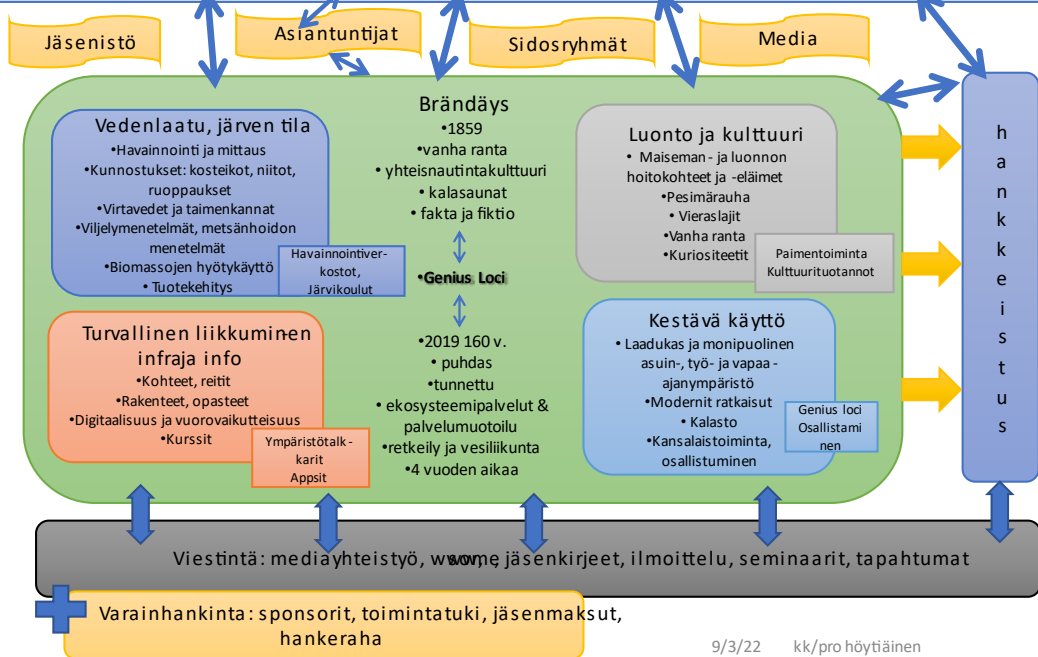 Jäsenistö
Asiantuntijat
Sidosryhmät
Media
Vedenlaatu, järven tila
•Havainnointi ja mittaus
•Kunnostukset: kosteikot, niitot,
ruoppaukset
•Virtavedet ja taimenkannat
•Viljelymenetelmät, metsänhoidon
menetelmät
•Biomassojen hyötykäyttö
•Tuotekehitys
Havainnointiver-
kostot,
Järvikoulut
Turvallinen liikkuminen
infraja info
•Kohteet, reitit
•Rakenteet, opasteet
•Digitaalisuus ja vuorovaikutteisuus
•Kurssit
Ympäristötalk-
karit
Appsit
Brändäys
•1859
•vanha ranta
•yhteisnautintakulttuuri
•kalasaunat
•fakta ja fiktio
•Genius Loci
•2019 160 v.
•puhdas
•tunnettu
•ekosysteemipalvelut &
palvelumuotoilu
•retkeily ja vesiliikunta
•4 vuoden aikaa
Luonto ja kulttuuri
• Maiseman- ja luonnon
hoitokohteet ja -eläimet
•Pesimärauha
•Vieraslajit
•Vanha ranta
•Kuriositeetit
Paimentoiminta
Kulttuurituotannot
Kestävä käyttö
• Laadukas ja monipuolinen
asuin-, työ- ja vapaa-
ajanympäristö
•Modernit ratkaisut
•Kalasto
•Kansalaistoiminta,
osallistuminen
Genius loci
Osallistami
nen
h
a
n
k
k
e
i
s
t
u
s
Viestintä: mediayhteistyö, www, some, jäsenkirjeet, ilmoittelu, seminaarit, tapahtumat
Varainhankinta: sponsorit, toimintatuki, jäsenmaksut,
hankeraha
9/3/22 kk/pro höytiäinen